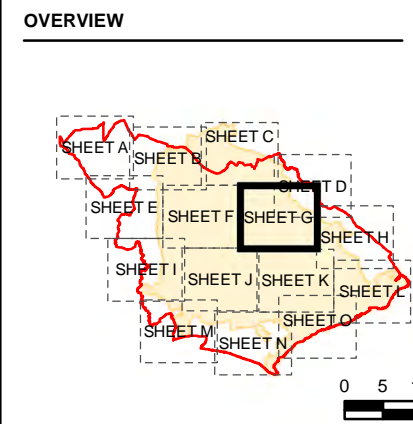 OVERVIEW
SHEET C
SHEET A
SHEET B
SHEET D
SHEET E
SHEET F
SHEET G
SHEET H
SHEET I
SHEET J
SHEET K
SHEET L
SHEET M
SHEET N
SHEET O
0 5